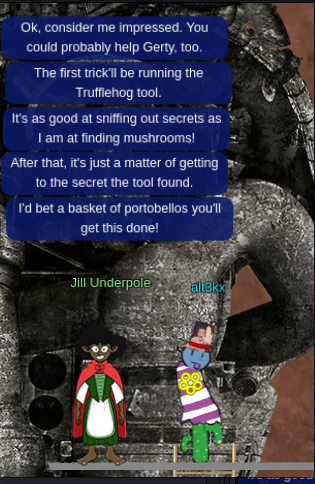 Ok, consider me impressed. You
could probably help Gerty, too.
The first trick'll be running the
Trufflehog tool.
It's as good at sniffing out secrets as
I am at finding mushrooms!
After that, it's just a matter of getting
to the secret the tool found.
I'd bet a basket of portobellos you'll
get this done!
Jill Underpole
alt3kx